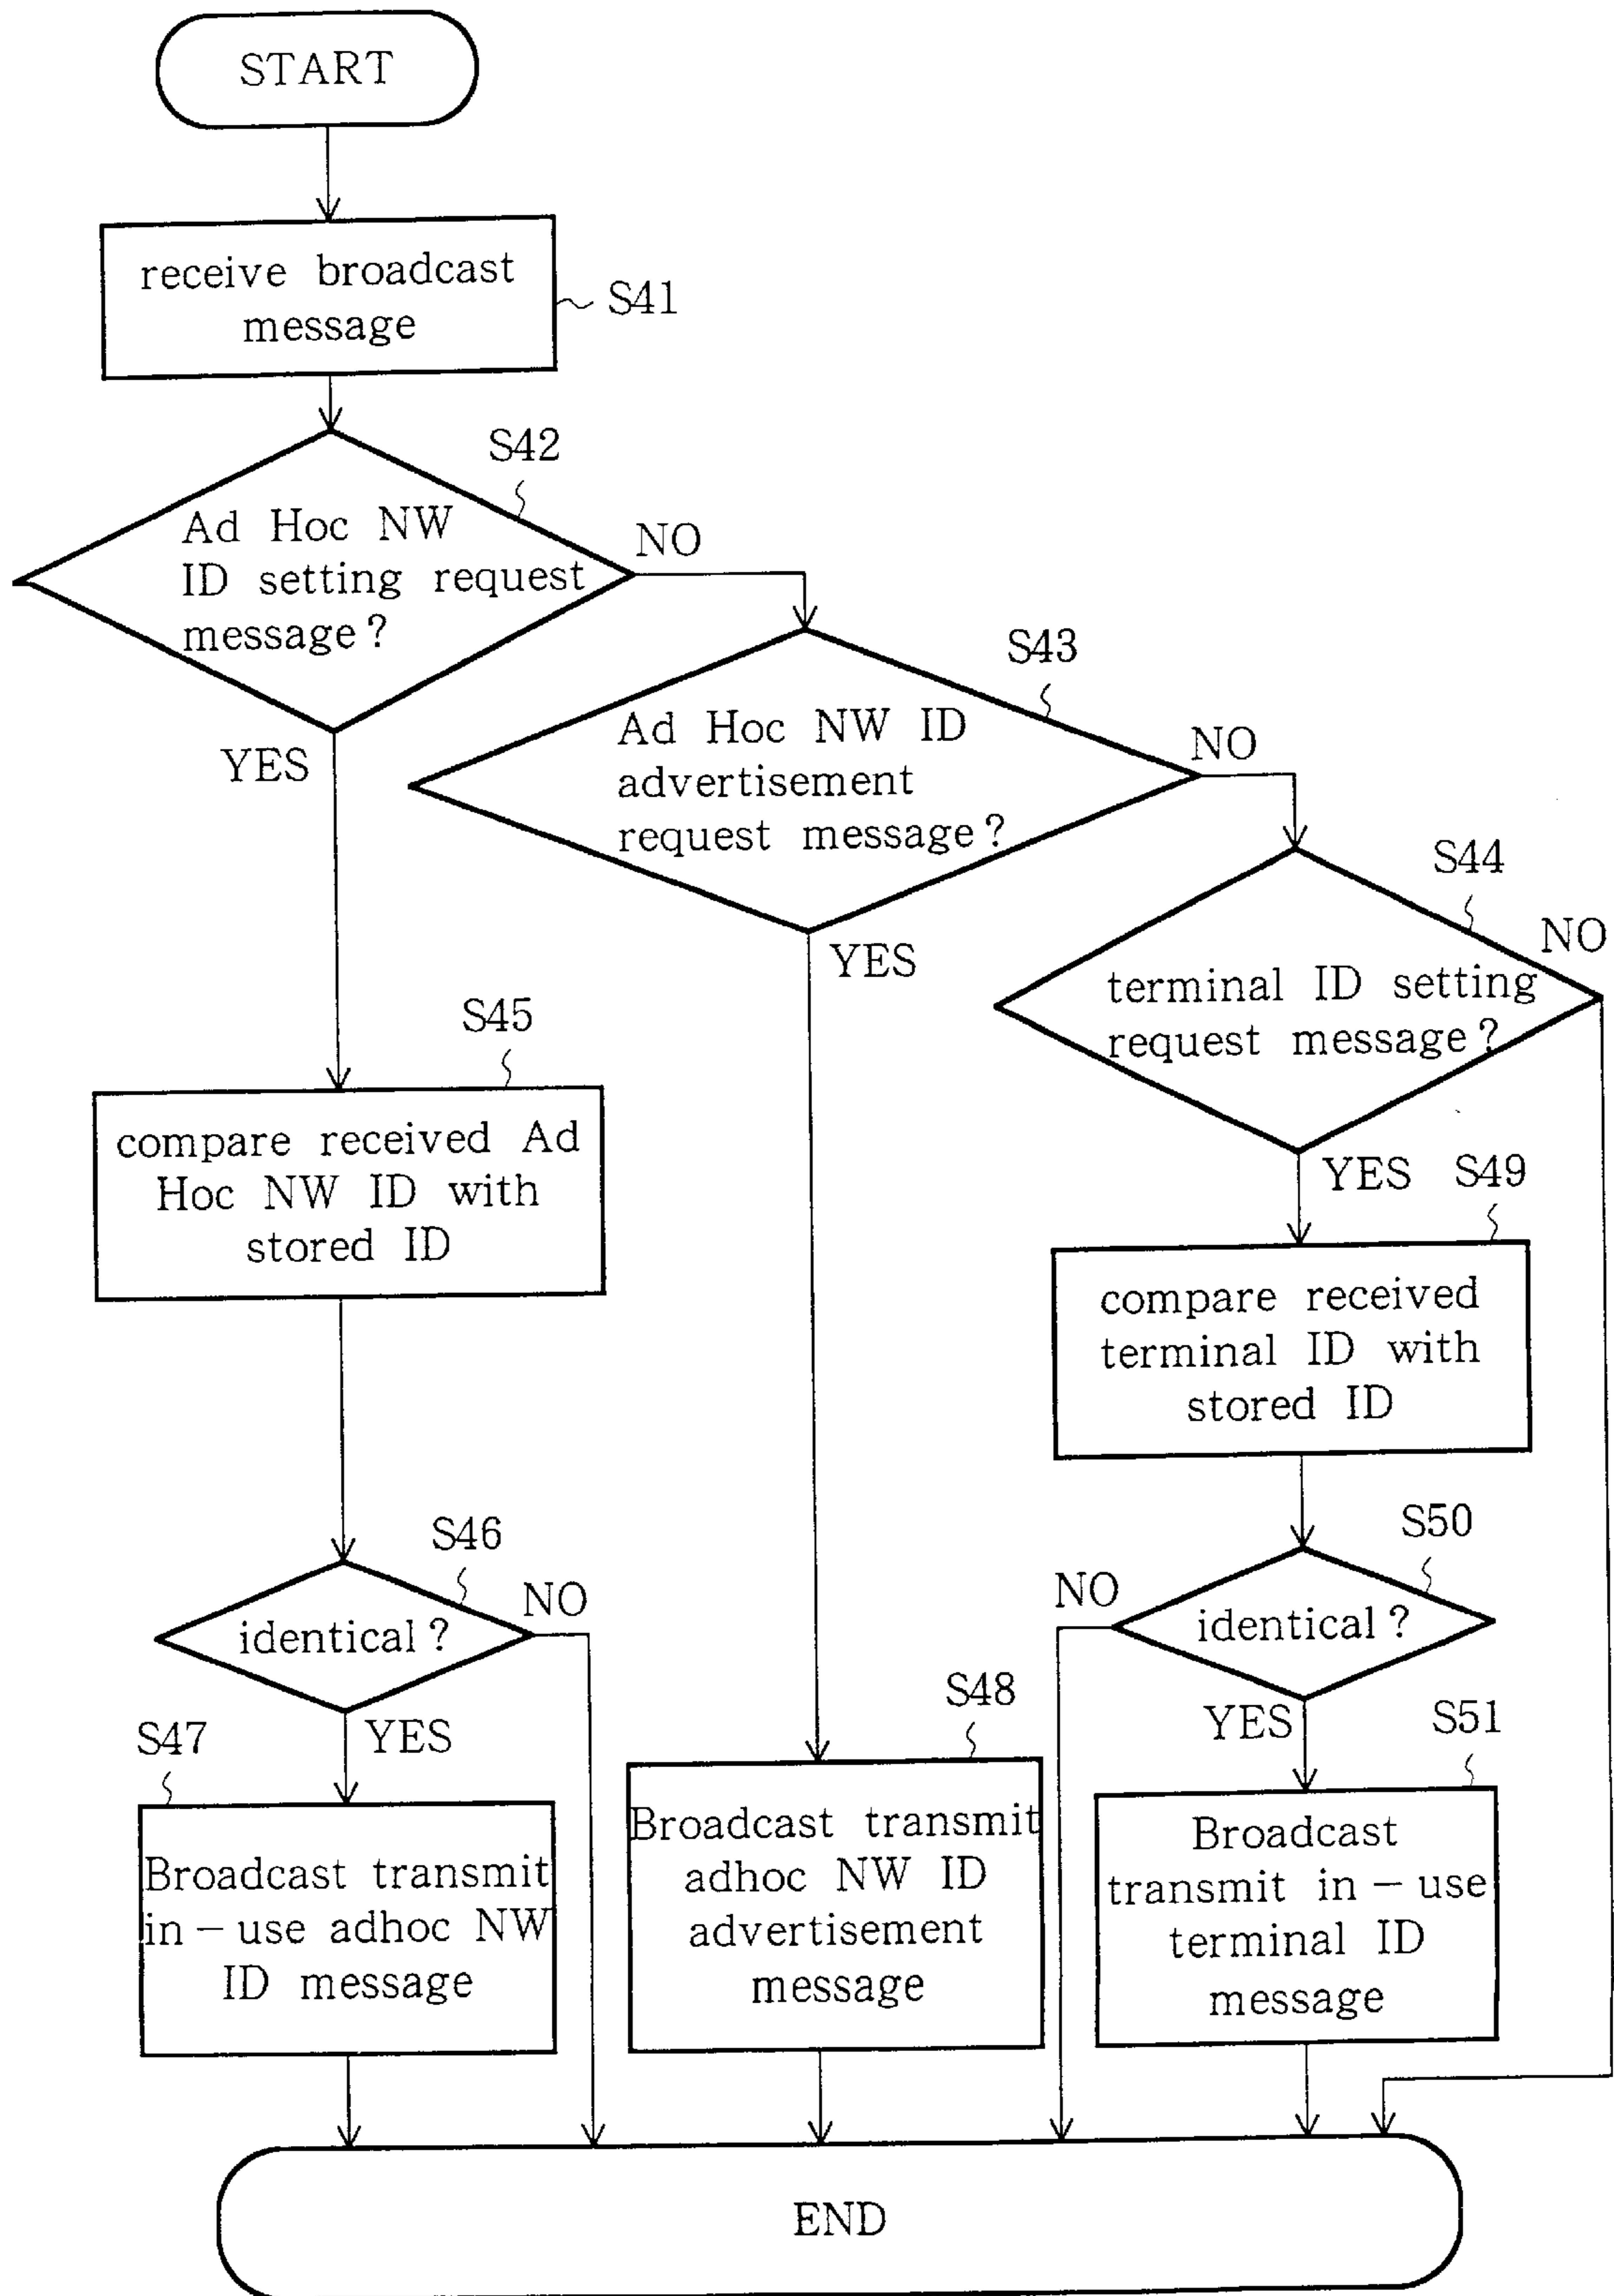 START
receive broadcast
message
S41
S42
Ad Hoc NW
ID setting request
message?
NO
YES
S43
Ad Hoc NW ID
advertisement
request message?
NO
YES
S44
NO
terminal ID setting
request message?
YES
S45
compare received Ad
Hoc NW ID with
stored ID
S49
compare received
terminal ID with
stored ID
S46
identical?
NO
YES
S50
NO
identical?
YES
S47
Broadcast transmit
in-use adhoc NW
ID message
S48
Broadcast transmit
adhoc NW ID
advertisement
message
S51
Broadcast
transmit in-use
terminal ID
message
END